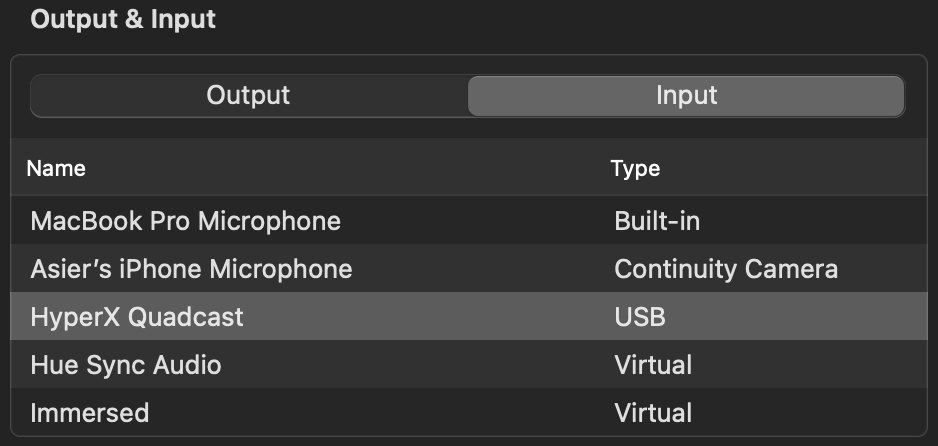 Output & Input
Output Input
Name Type
MacBook Pro Microphone Built-in
Asier’s iPhone Microphone Continuity Camera
HyperX Quadcast USB
Hue Sync Audio Virtual
Immersed Virtual